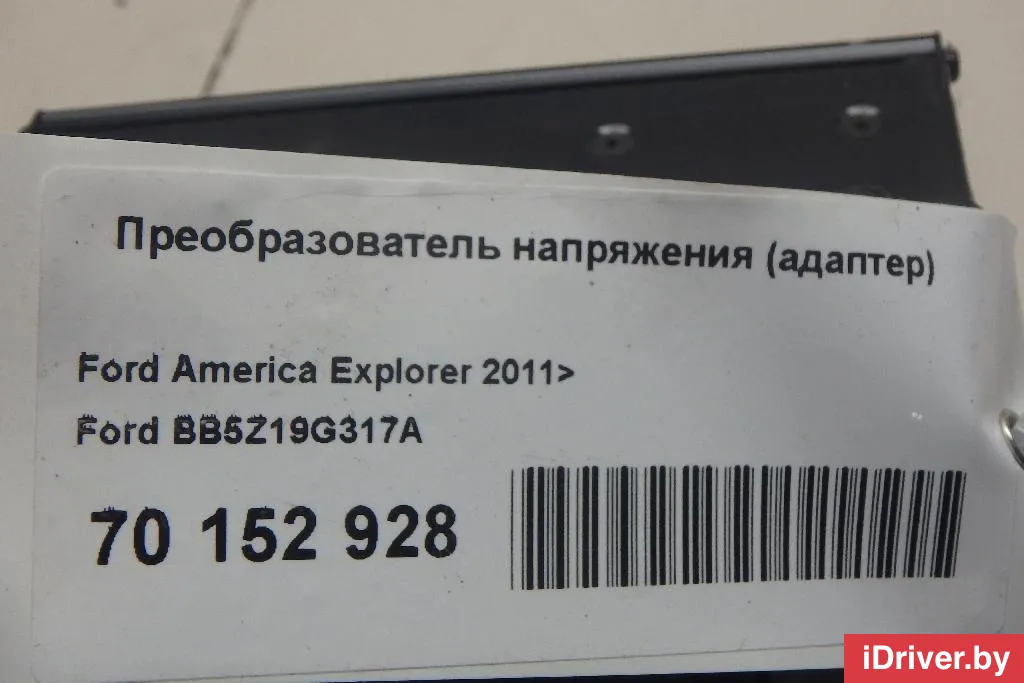 Преобразователь напряжения (адаптер)
Ford America Explorer 2011>
Ford BB5Z19G317A
70 152 928
iDriver.by